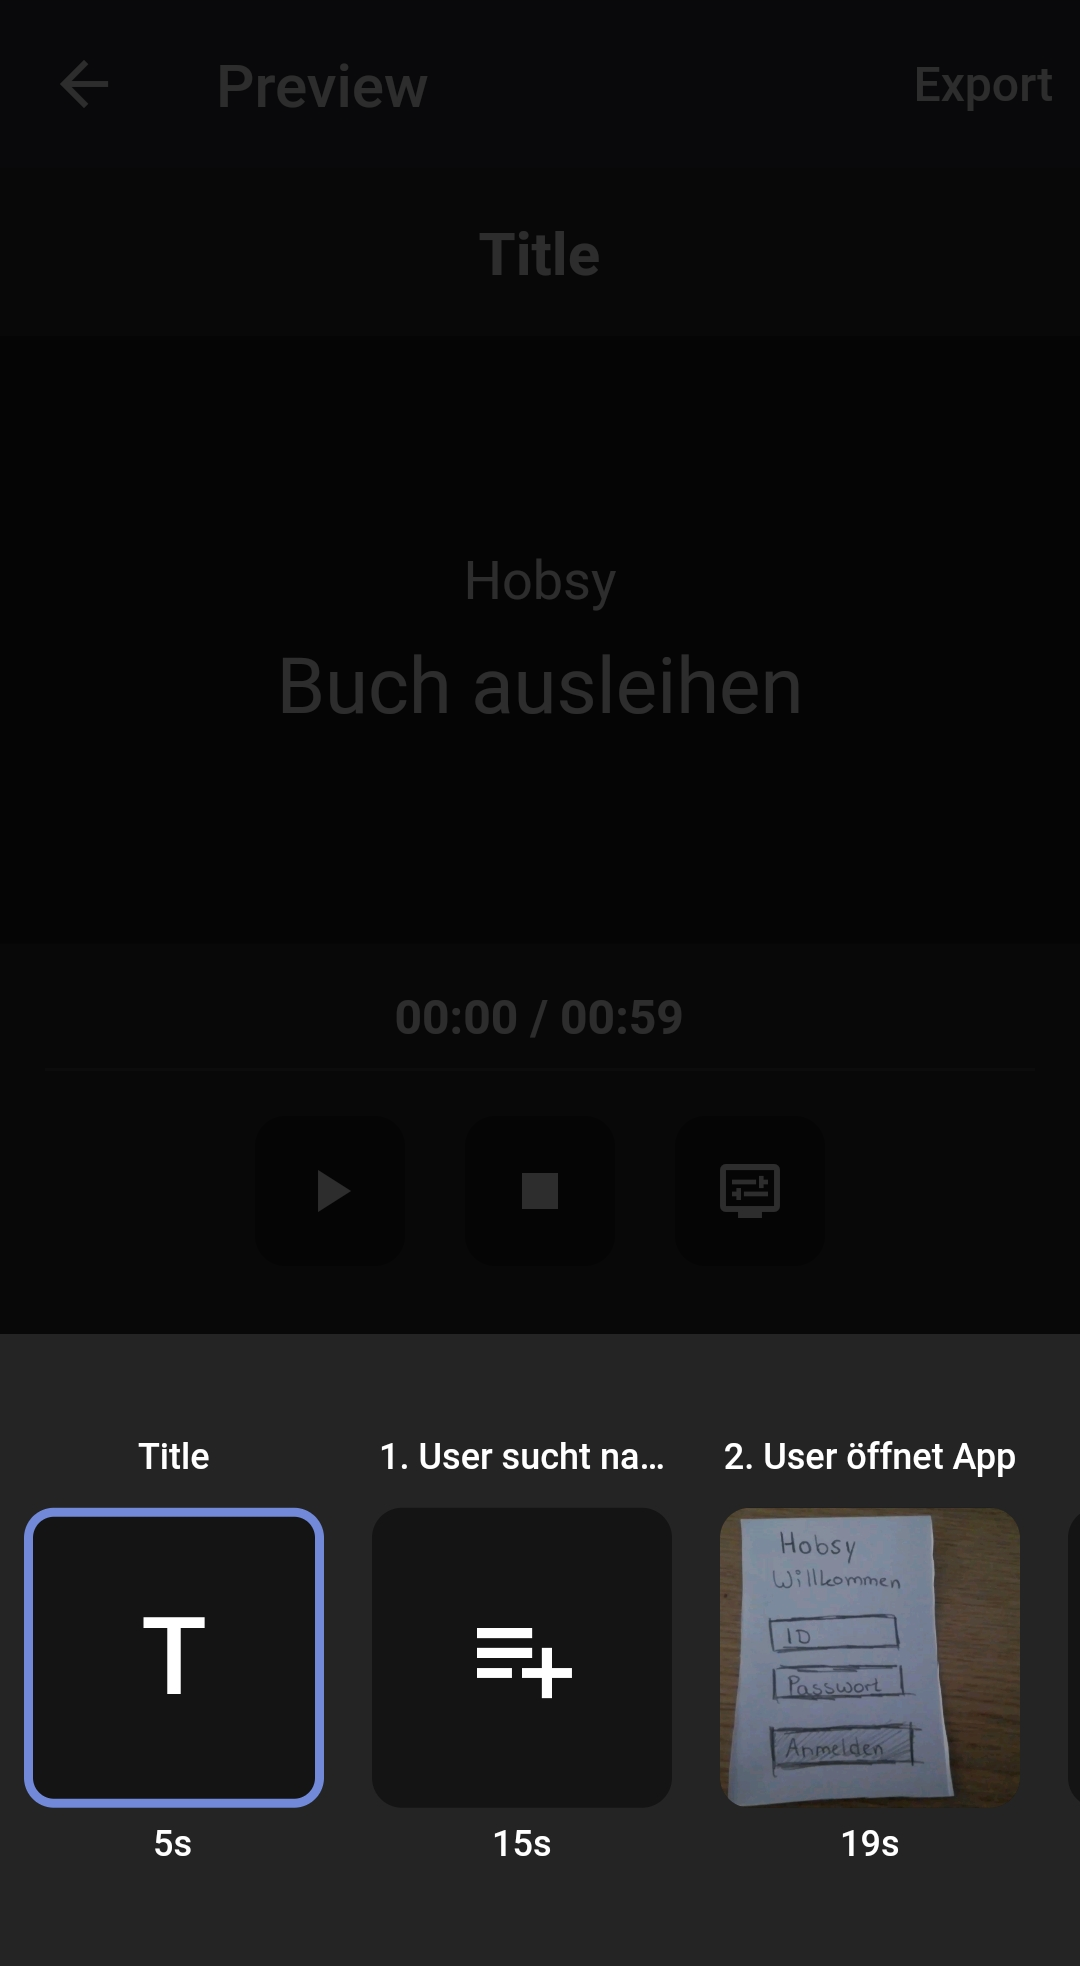 Preview
Export
Title
Hobsy
Buch ausleihen
00:00 / 00:59
Title
1. User sucht na...
2. User öffnet App
T
Hobsy
Willkommen
ID
Passwort
Anmelden
5s
15s
19s